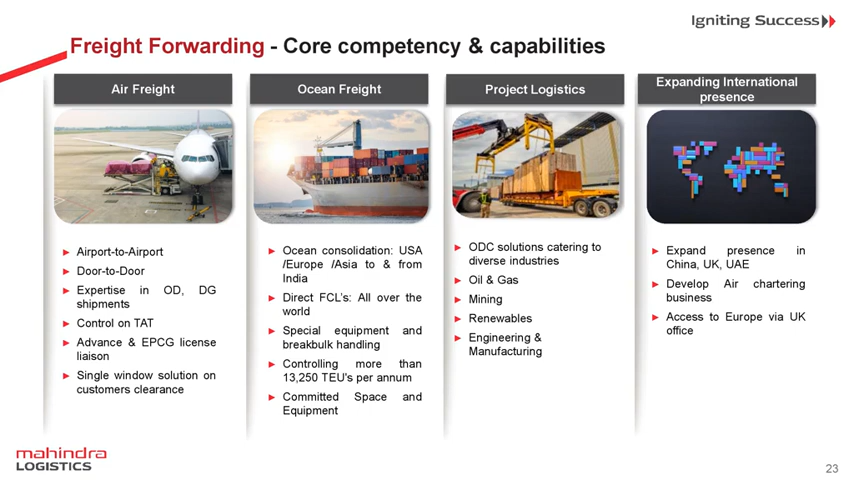 Igniting Success
Freight Forwarding - Core competency & capabilities
Air Freight
Airport-to-Airport
Door-to-Door
Expertise in OD, DG
shipments
Control on TAT
Advance & EPCG license
liaison
Single window solution on
customers clearance
Ocean Freight
Ocean consolidation: USA
/Europe /Asia to & from
India
Direct FCL's: All over the
world
Special equipment and
breakbulk handling
Controlling more than
13,250 TEU's per annum
Committed Space and
Equipment
Project Logistics
ODC solutions catering to
diverse industries
Oil & Gas
Mining
Renewables
Engineering &
Manufacturing
Expanding International
presence
Expand presence in
China, UK, UAE
Develop Air chartering
business
Access to Europe via UK
office
mahindra
LOGISTICS
23